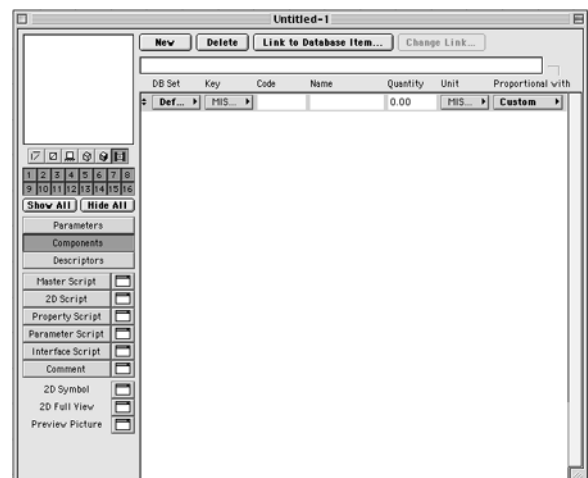 Untitled-1
New Delete Link to Database Item... Change Link...
DB Set Key Code Name Quantity Unit Proportional with
Def... MIS... 0.00 MIS... Custom
1 2 3 4 5 6 7 8
9 10 11 12 13 14 15 16
Show All Hide All
Parameters
Components
Descriptors
Master Script
2D Script
Property Script
Parameter Script
Interface Script
Comment
2D Symbol
2D Full View
Preview Picture